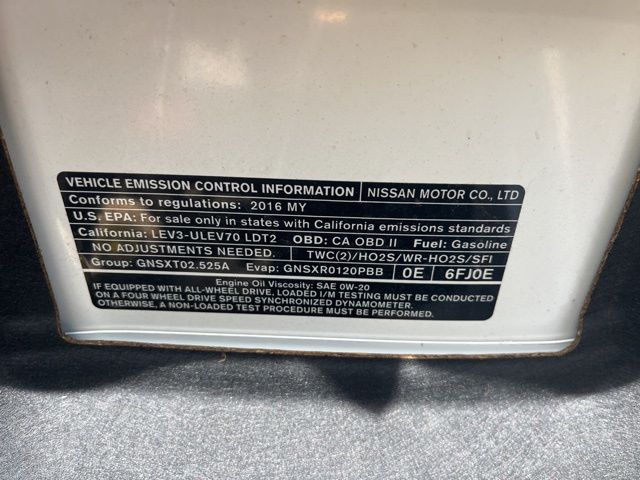 VEHICLE EMISSION CONTROL INFORMATION NISSAN MOTOR CO., LTD
Conforms to regulations: 2016 MY
U.S. EPA: For sale only in states with California emissions standards
California: LEV3-ULEV70 LDT2 OBD: CA OBD II Fuel: Gasoline
NO ADJUSTMENTS NEEDED. TWC(2)/HO2S/WR-HO2S/SFI
Group: GNSXT02.525A Evap: GNSXR0120PBB 0E 6FJ0E
Engine Oil Viscosity: SAE 0W-20
IF EQUIPPED WITH ALL-WHEEL DRIVE, LOADED I/M TESTING MUST BE CONDUCTED
ON A FOUR WHEEL DRIVE SPEED SYNCHRONIZED DYNAMOMETER.
OTHERWISE, A NON-LOADED TEST PROCEDURE MUST BE PERFORMED.